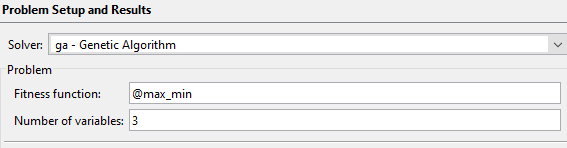 Problem Setup and Results
Solver: ga - Genetic Algorithm
Problem
Fitness function: @max_min
Number of variables: 3